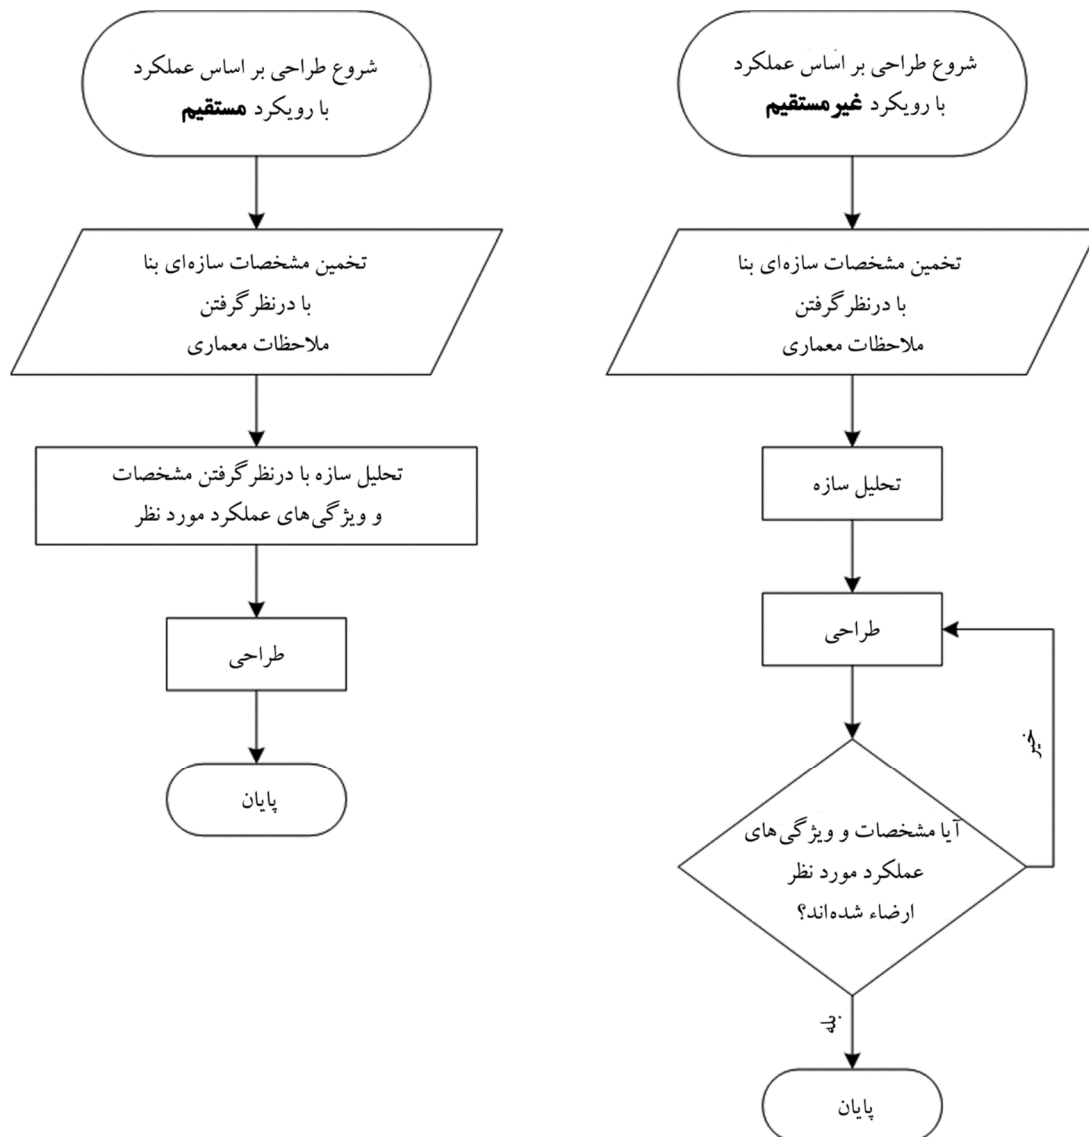 شروع طراحی بر اساس عملکرد
با رویکرد غیرمستقیم
تخمین مشخصات سازه‌ای بنا
با درنظرگرفتن
ملاحظات معماری
تحلیل سازه
طراحی
آیا مشخصات و ویژگی‌های
عملکرد مورد نظر
ارضاء شده‌اند؟
خیر
بله
پایان
شروع طراحی بر اساس عملکرد
با رویکرد مستقیم
تخمین مشخصات سازه‌ای بنا
با درنظرگرفتن
ملاحظات معماری
تحلیل سازه با درنظرگرفتن مشخصات
و ویژگی‌های عملکرد مورد نظر
طراحی
پایان